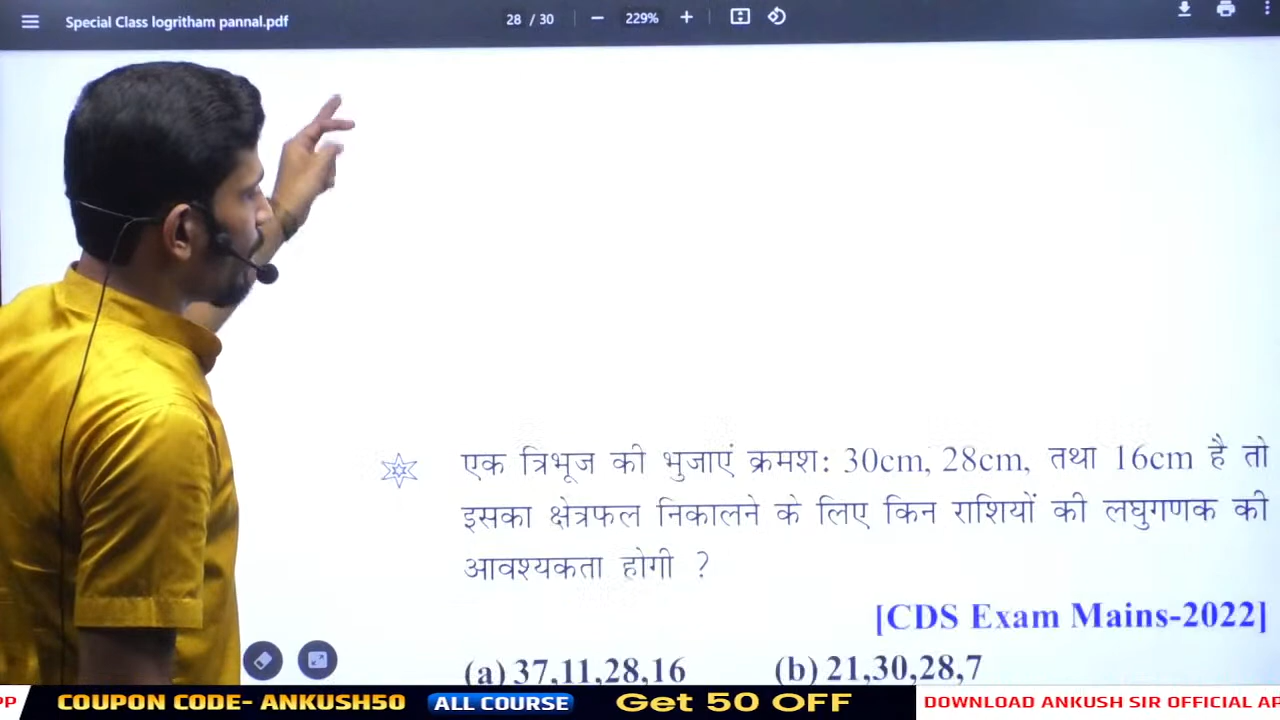 Special Class logritham pannal.pdf 28 / 30 − 229% +
एक त्रिभूज की भुजाएं क्रमश: 30cm, 28cm, तथा 16cm है तो
इसका क्षेत्रफल निकालने के लिए किन राशियों की लघुगणक की
आवश्यकता होगी ?
[CDS Exam Mains-2022]
(a) 37,11,28,16 (b) 21,30,28,7
PP COUPON CODE- ANKUSH50 ALL COURSE Get 50 OFF DOWNLOAD ANKUSH SIR OFFICIAL AP